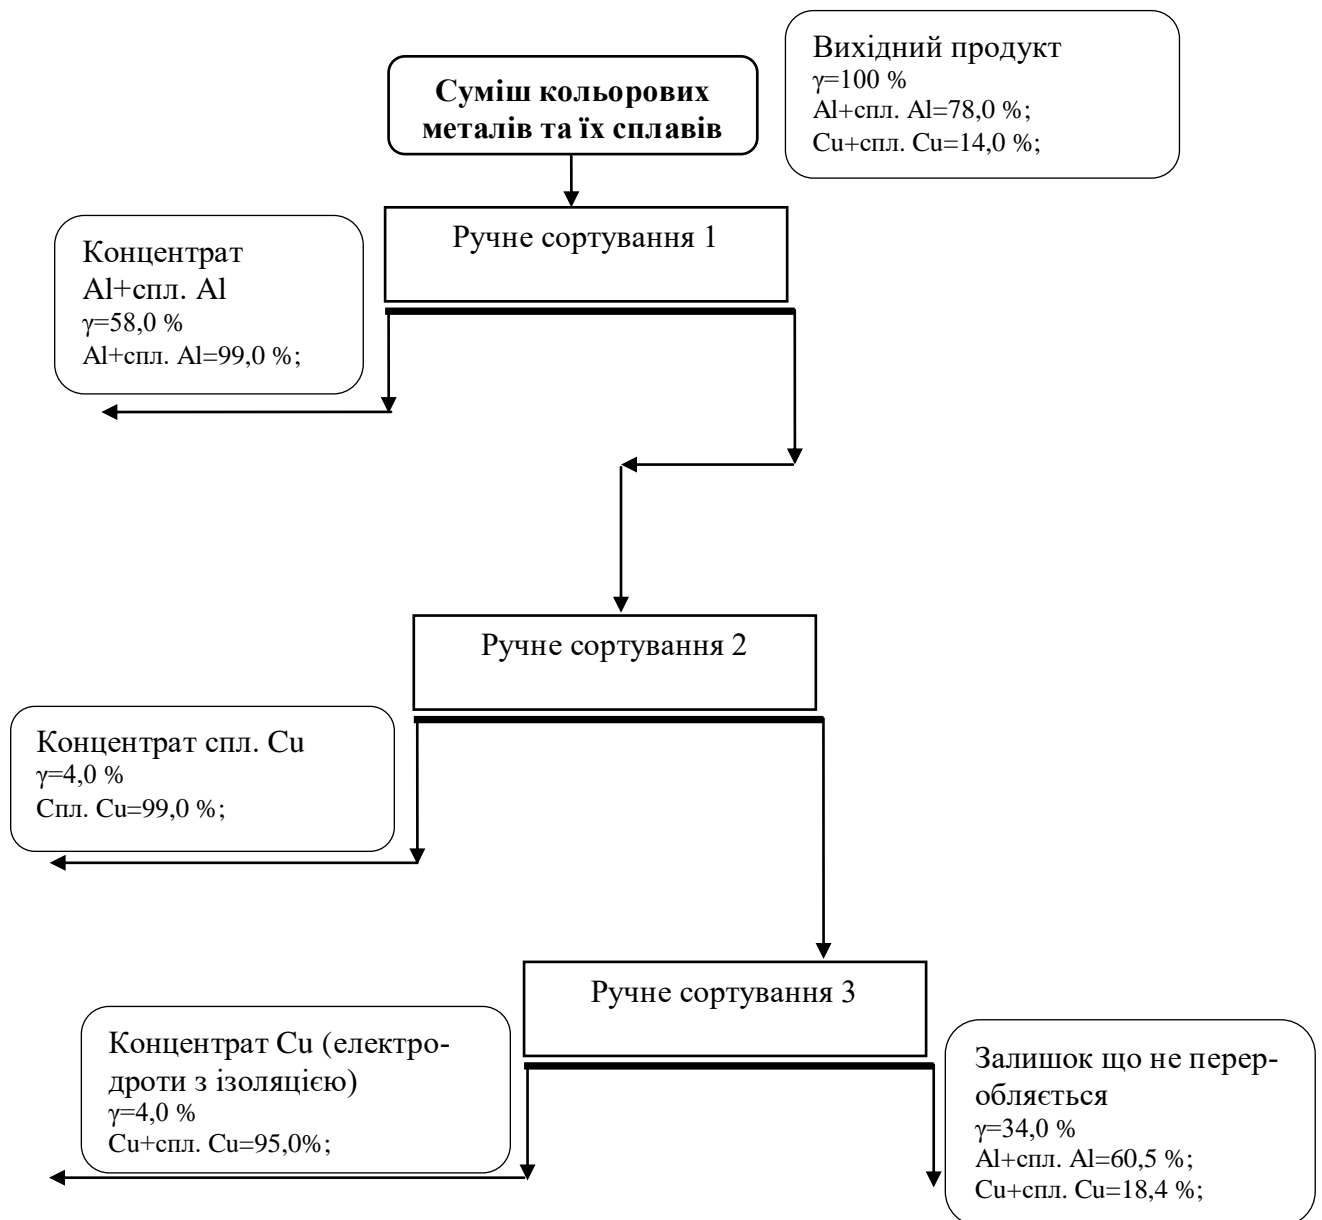 Вихідний продукт
γ=100 %
Al+спл. Al=78,0 %;
Cu+спл. Cu=14,0 %;
Суміш кольорових
металів та їх сплавів
Ручне сортування 1
Концентрат
Al+спл. Al
γ=58,0 %
Al+спл. Al=99,0 %;
Ручне сортування 2
Концентрат спл. Cu
γ=4,0 %
Спл. Cu=99,0 %;
Ручне сортування 3
Концентрат Cu (електро-
дроти з ізоляцією)
γ=4,0 %
Cu+спл. Cu=95,0%;
Залишок що не перер-
обляється
γ=34,0 %
Al+спл. Al=60,5 %;
Cu+спл. Cu=18,4 %;